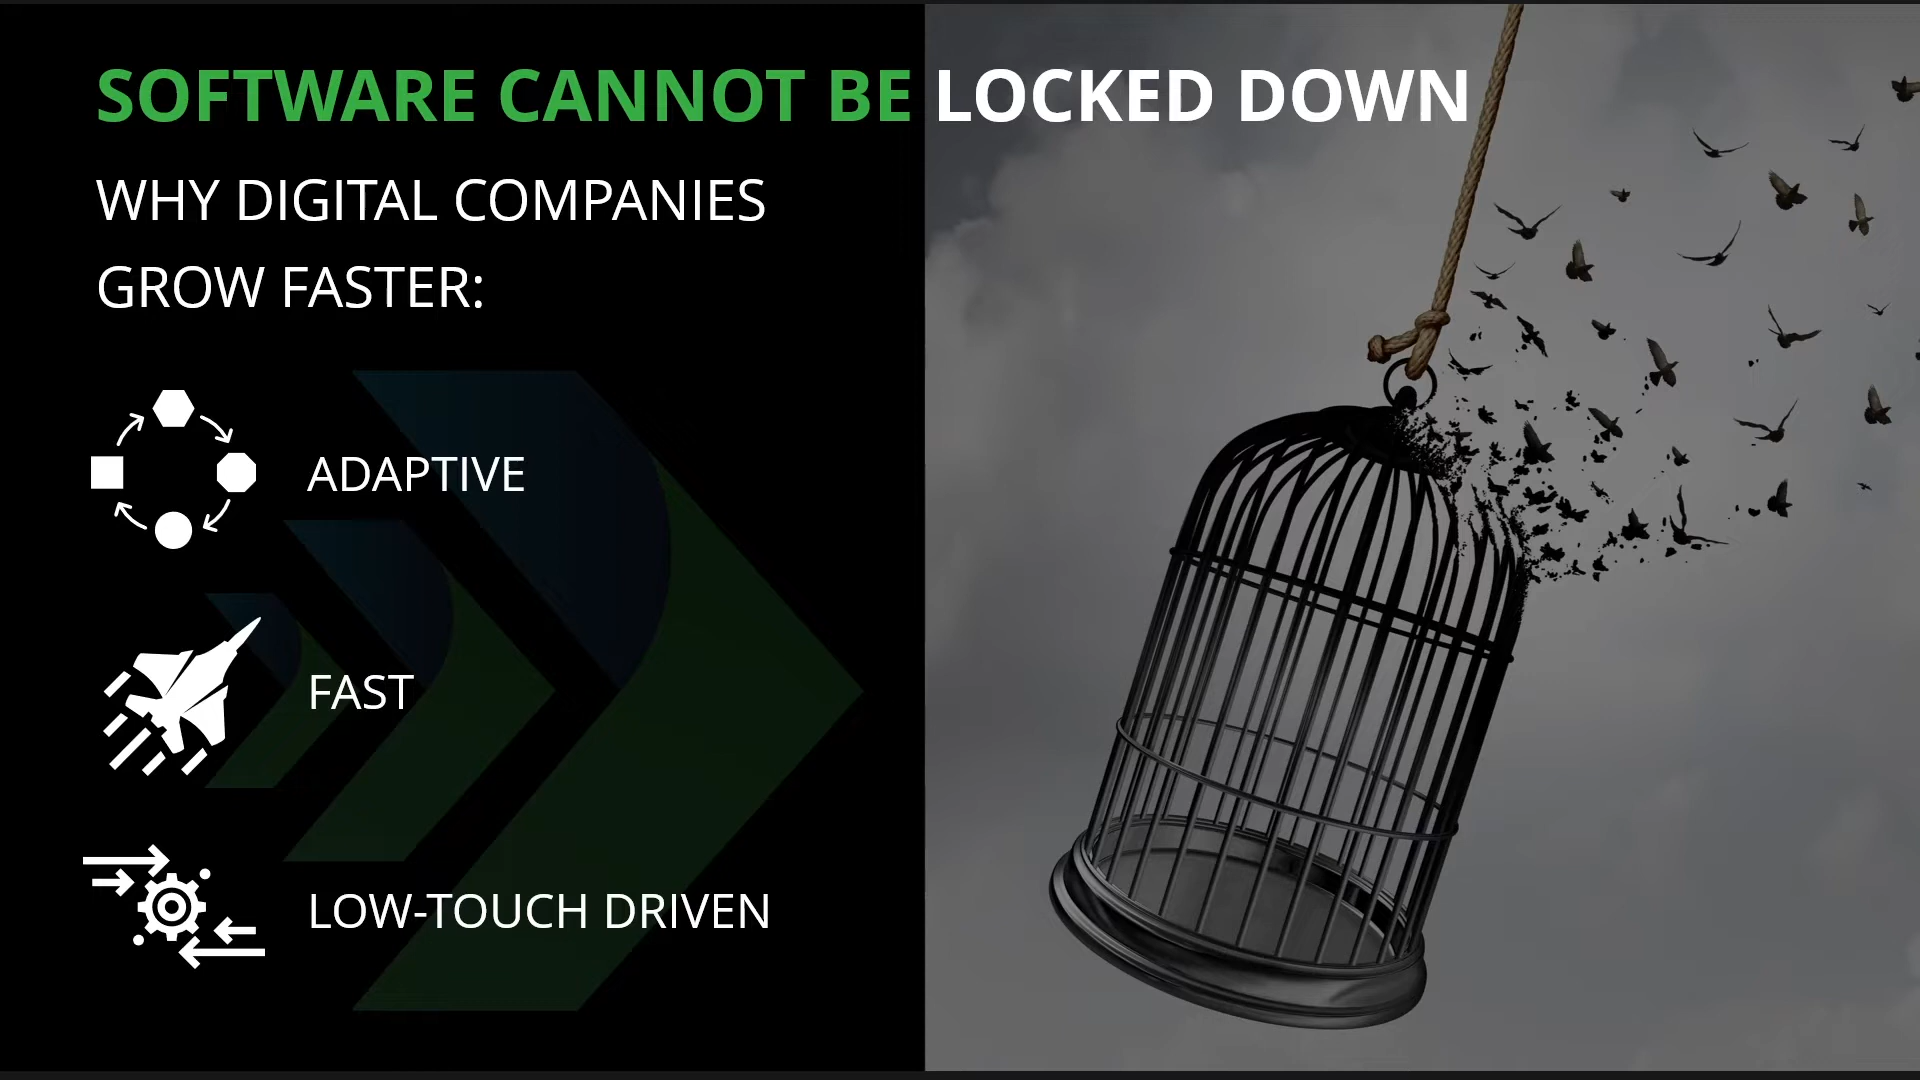 SOFTWARE CANNOT BE LOCKED DOWN
WHY DIGITAL COMPANIES
GROW FASTER:
ADAPTIVE
FAST
LOW-TOUCH DRIVEN